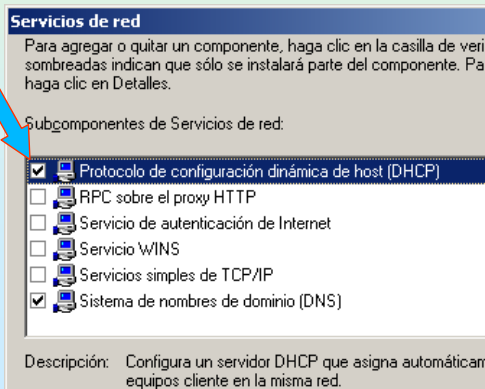 Servicios de red
Para agregar o quitar un componente, haga clic en la casilla de veri
sombreadas indican que sólo se instalará parte del componente. Pa
haga clic en Detalles.
Subcomponentes de Servicios de red:
Protocolo de configuración dinámica de host (DHCP)
RPC sobre el proxy HTTP
Servicio de autenticación de Internet
Servicio WINS
Servicios simples de TCP/IP
Sistema de nombres de dominio (DNS)
Descripción: Configura un servidor DHCP que asigna automáticam
equipos cliente en la misma red.